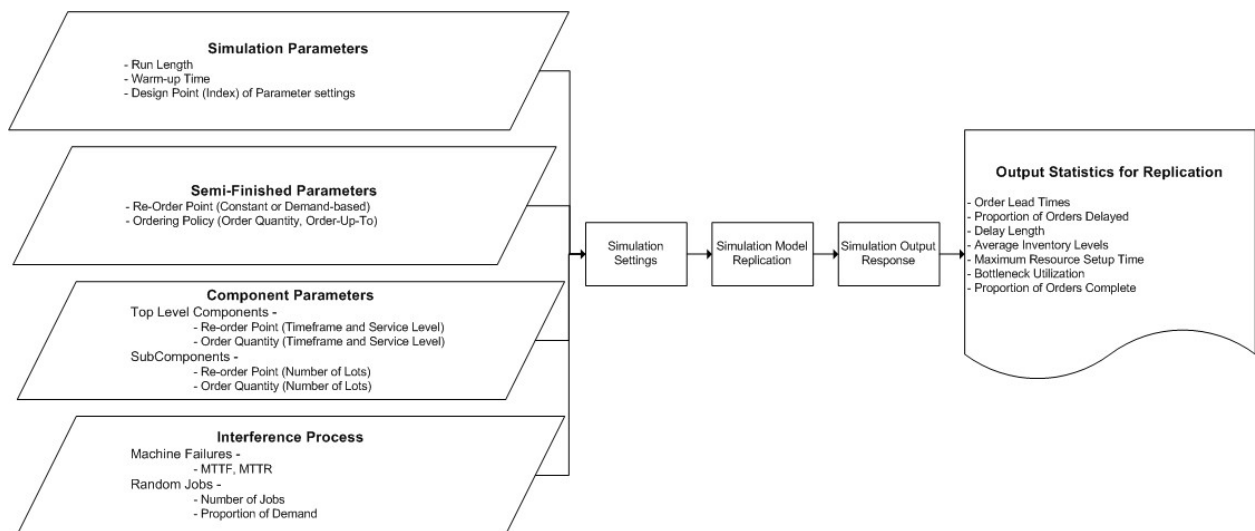 Simulation Parameters
- Run Length
- Warm-up Time
- Design Point (Index) of Parameter settings
Semi-Finished Parameters
- Re-Order Point (Constant or Demand-based)
- Ordering Policy (Order Quantity, Order-Up-To)
Component Parameters
Top Level Components -
- Re-order Point (Timeframe and Service Level)
- Order Quantity (Timeframe and Service Level)
SubComponents -
- Re-order Point (Number of Lots)
- Order Quantity (Number of Lots)
Interference Process
Machine Failures -
- MTTF, MTTR
Random Jobs -
- Number of Jobs
- Proportion of Demand
Simulation
Settings
Simulation Model
Replication
Simulation Output
Response
Output Statistics for Replication
- Order Lead Times
- Proportion of Orders Delayed
- Delay Length
- Average Inventory Levels
- Maximum Resource Setup Time
- Bottleneck Utilization
- Proportion of Orders Complete